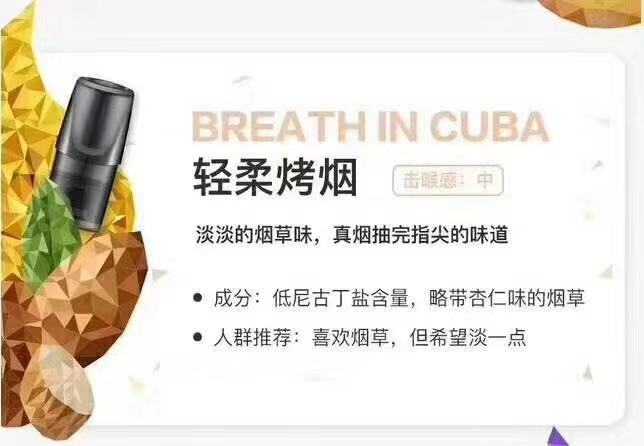 BREATH IN CUBA
轻柔烤烟
击喉感：中
淡淡的烟草味，真烟抽完指尖的味道
成分：低尼古丁盐含量，略带杏仁味的烟草
人群推荐：喜欢烟草，但希望淡一点